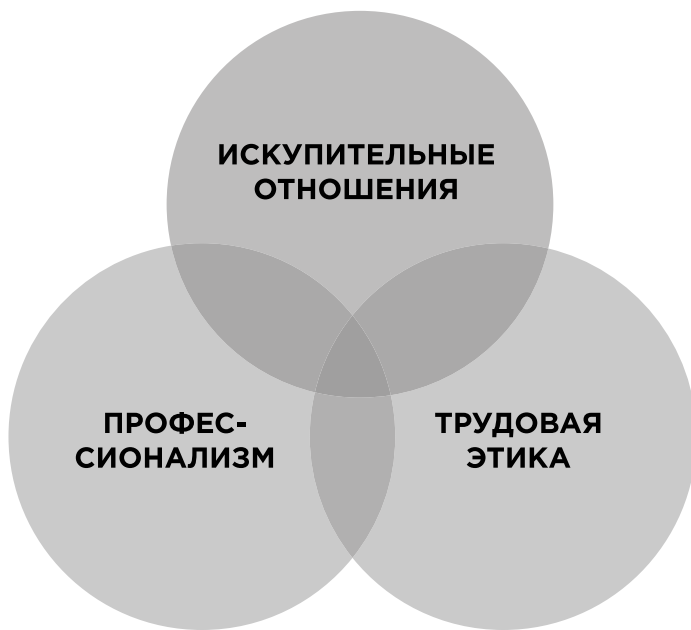 ИСКУПИТЕЛЬНЫЕ
ОТНОШЕНИЯ
ПРОФЕС-
СИОНАЛИЗМ
ТРУДОВАЯ
ЭТИКА